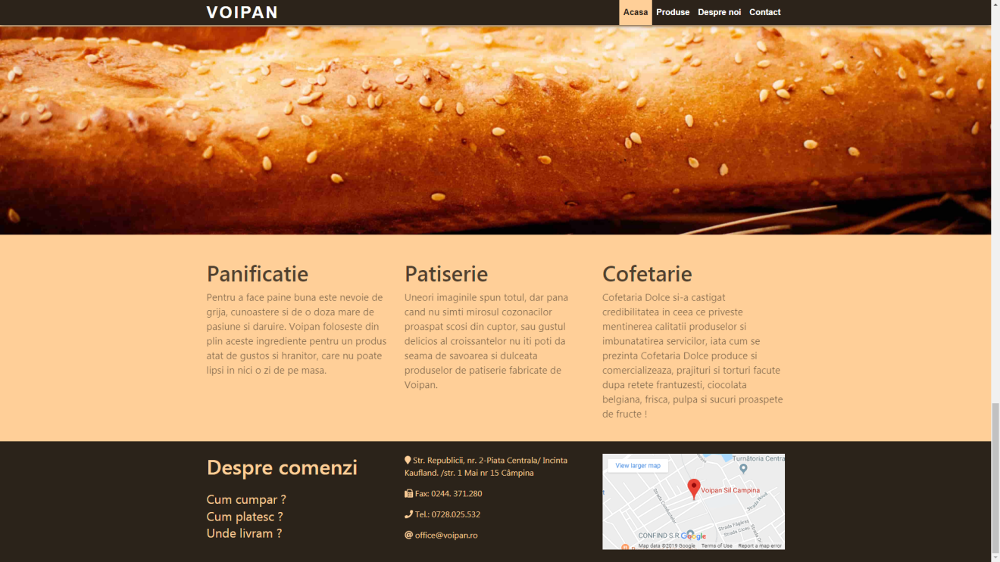 VOIPAN
Acasa Produse Despre noi Contact
Panificatie
Pentru a face paine buna este nevoie de
grija, cunoastere si de o doza mare de
pasiune si daruire. Voipan foloseste din
plin aceste ingrediente pentru un produs
atat de gustos si hranitor, care nu poate
lipsi in nici o zi de pe masa.
Patiserie
Uneori imaginile spun totul, dar pana
cand nu simti mirosul cozonacilor
proaspat scosi din cuptor, sau gustul
delicios al croissantelor nu iti poti da
seama de savoarea si dulceata
produselor de patiserie fabricate de
Voipan.
Cofetarie
Cofetaria Dolce si-a castigat
credibilitatea in ceea ce priveste
mentinerea calitatii produselor si
imbunatatirea servicilor, iata cum se
prezinta Cofetaria Dolce produce si
comercializeaza, prajituri si torturi facute
dupa retete frantuzesti, ciocolata
belgiana, frisca, pulpa si sucuri proaspete
de fructe !
Despre comenzi
Cum cumpar ?
Cum platesc ?
Unde livram ?
Str. Republicii, nr. 2-Piata Centrala/ Incinta
Kaufland. /str. 1 Mai nr 15 Câmpina
Fax: 0244. 371.280
Tel.: 0728.025.532
office@voipan.ro
View larger map
Turnătoria Centra
Voipan Sil Campina
Strada Conductelor
Strada Nouă
Strada Făgăraș
Strada Ciceu
CONFIND S.R.
Google
Map data ©2019 Google Terms of Use Report a map error